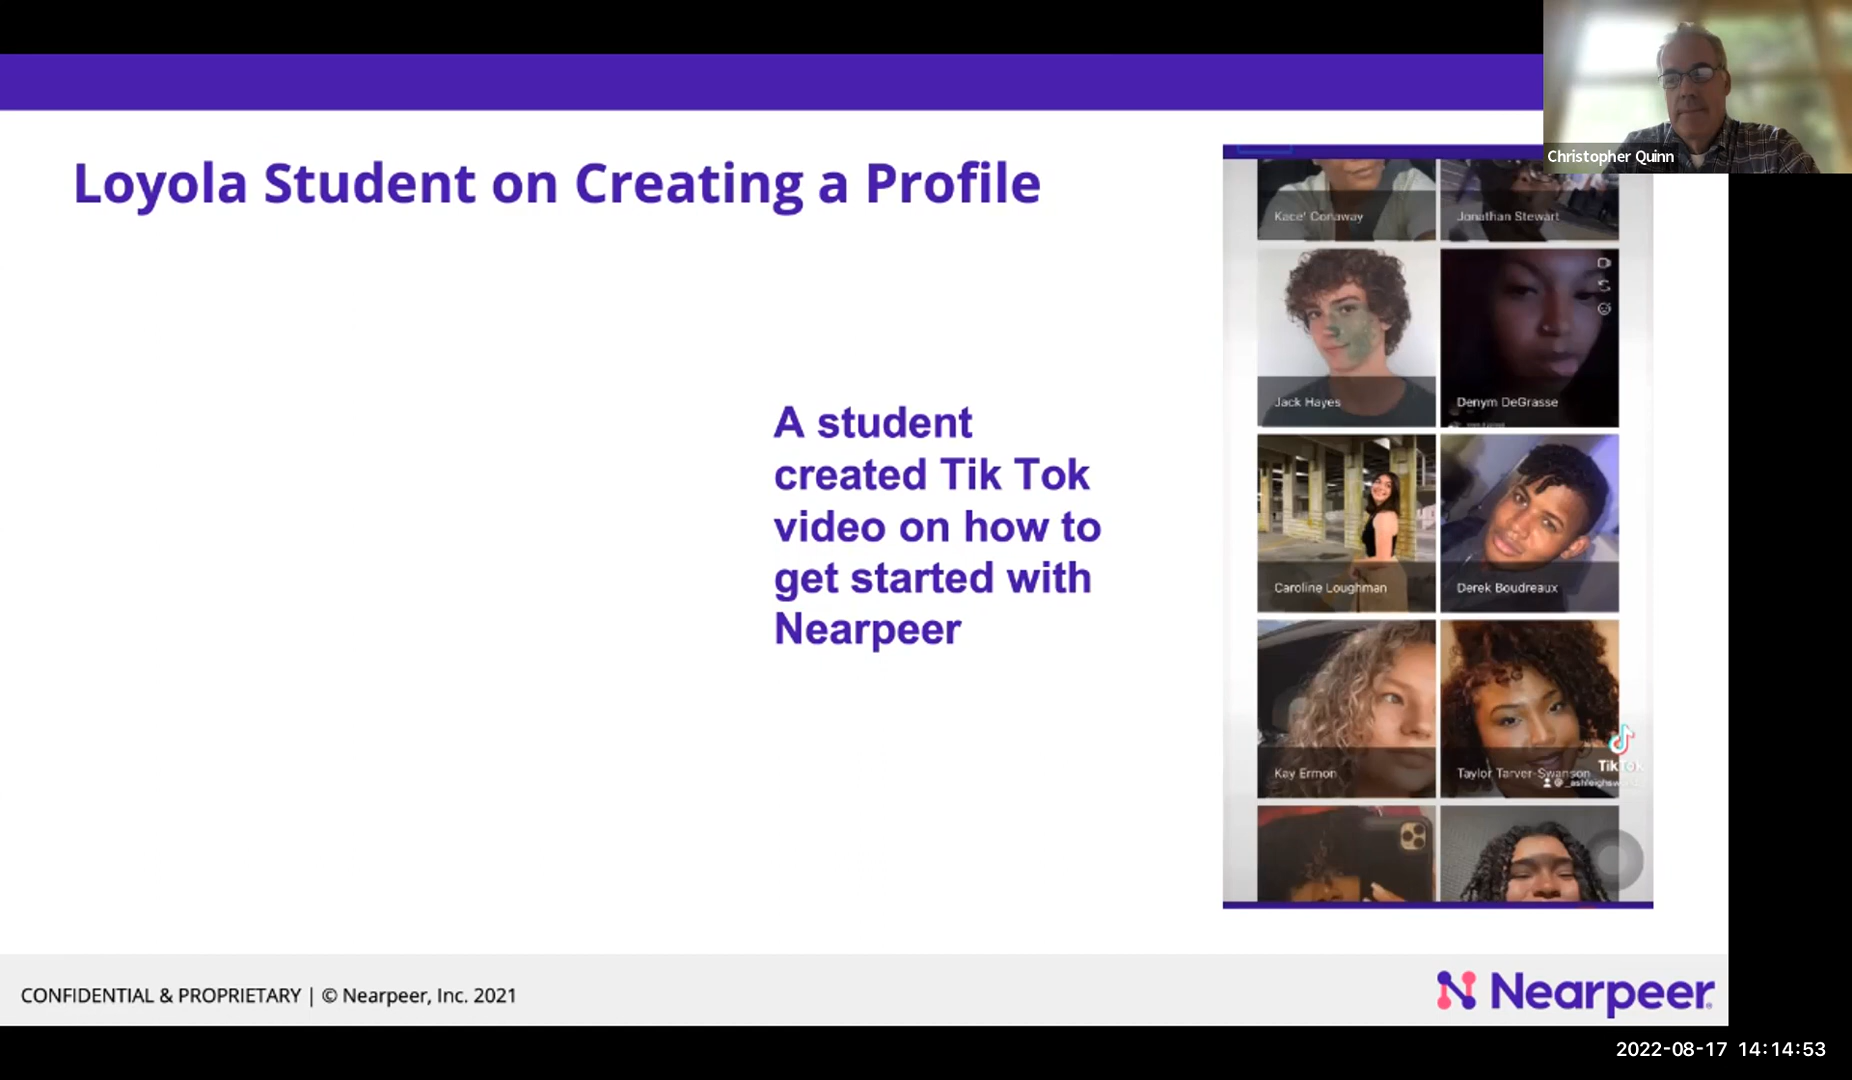 Christopher Quinn
Loyola Student on Creating a Profile
Kace' Conaway
Jonathan Stewart
Jack Hayes
Denym DeGrasse
A student
created Tik Tok
video on how to
get started with
Nearpeer
Caroline Loughman
Derek Boudreaux
Kay Ermon
Taylor Tarver-Swanson
TikTok
CONFIDENTIAL & PROPRIETARY | © Nearpeer, Inc. 2021
Nearpeer
2022-08-17 14:14:53